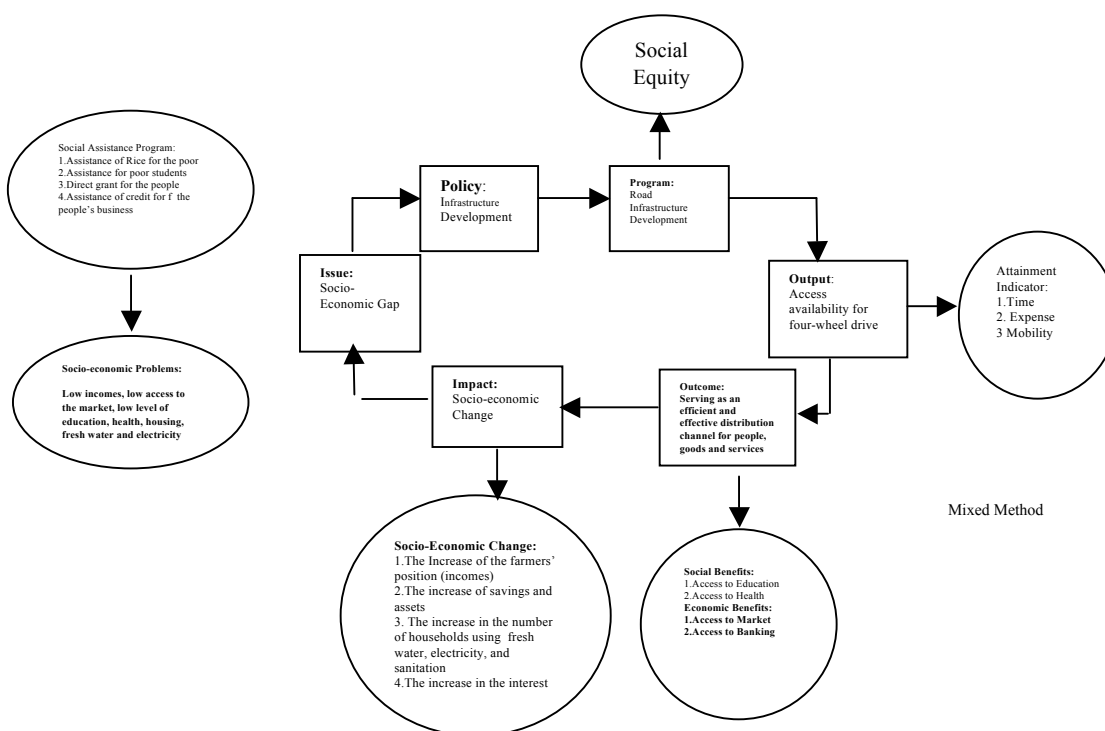 Social
Equity
Social Assistance Program:
1.Assistance of Rice for the poor
2.Assistance for poor students
3.Direct grant for the people
4.Assistance of credit for f  the
people's business
Policy:
Infrastructure
Development
Program:
Road
Infrastructure
Development
Issue:
Socio-
Economic Gap
Output:
Access
availability for
four-wheel drive
Attainment
Indicator:
1.Time
2. Expense
3 Mobility
Socio-economic Problems:
Low incomes, low access to
the market, low level of
education, health, housing,
fresh water and electricity
Impact:
Socio-economic
Change
Outcome:
Serving as an
efficient and
effective distribution
channel for people,
goods and services
Mixed Method
Socio-Economic Change:
1.The Increase of the farmers'
position (incomes)
2.The increase of savings and
assets
3. The increase in the number
of households using  fresh
water, electricity, and
sanitation
4.The increase in the interest
Social Benefits:
1.Access to Education
2.Access to Health
Economic Benefits:
1.Access to Market
2.Access to Banking